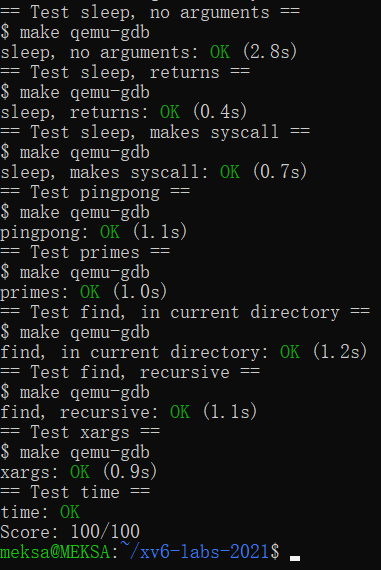 == Test sleep, no arguments ==
$ make qemu-gdb
sleep, no arguments: OK (2.8s)
== Test sleep, returns ==
$ make qemu-gdb
sleep, returns: OK (0.4s)
== Test sleep, makes syscall ==
$ make qemu-gdb
sleep, makes syscall: OK (0.7s)
== Test pingpong ==
$ make qemu-gdb
pingpong: OK (1.1s)
== Test primes ==
$ make qemu-gdb
primes: OK (1.0s)
== Test find, in current directory ==
$ make qemu-gdb
find, in current directory: OK (1.2s)
== Test find, recursive ==
$ make qemu-gdb
find, recursive: OK (1.1s)
== Test xargs ==
$ make qemu-gdb
xargs: OK (0.9s)
== Test time ==
time: OK
Score: 100/100
meksa@MEKSA:~/xv6-labs-2021$